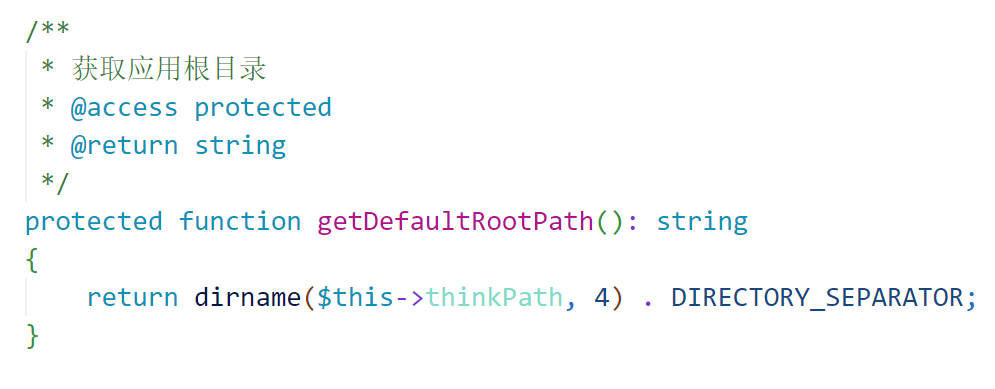 /**
 * 获取应用根目录
 * @access protected
 * @return string
 */
protected function getDefaultRootPath(): string
{
    return dirname($this->thinkPath, 4) . DIRECTORY_SEPARATOR;
}